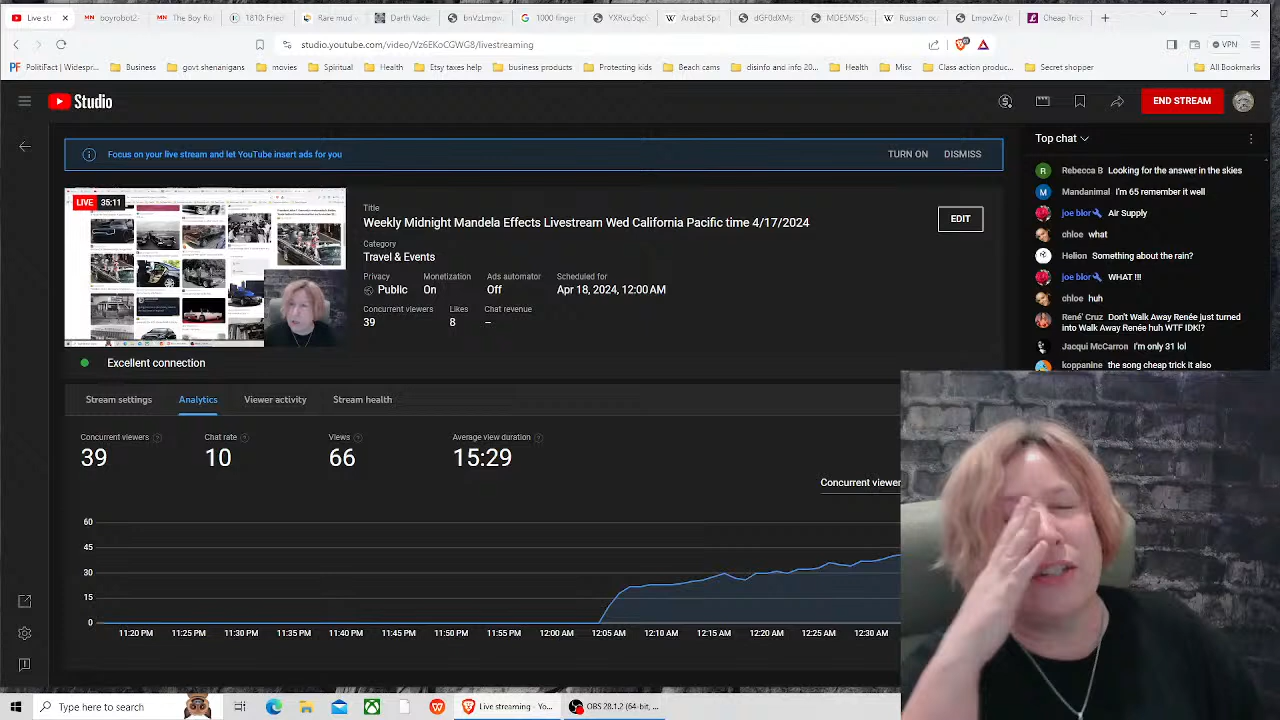 Live str
boyrobot2-
The Boy Ro
1810: Fried
Rare mud v
Darth Vade
bnVzLmpw
1000 finger
YXRvci5qcG
Arabat Spit
dGF0dXMp
MDE5MS5q
Russian oc
LmpwZw (
Cheap Trick
studio.youtube.com/video/Vz6EKoCGWG8/livestreaming
VPN
PolitiFact | Widespr...
Business
govt shenanigans
movies
Spiritual
Health
Etsy taxes help
business products
Protecting kids
Beach cams
disinfo and info 20...
Health
Misc
Class action produc...
Secret shopper
All Bookmarks
Studio
END STREAM
Focus on your live stream and let YouTube insert ads for you
TURN ON
DISMISS
LIVE 35:11
Title
Weekly Midnight Mandela Effects Livestream Wed California Pacific time 4/17/2024
EDIT
Category
Travel & Events
Privacy
Monetization
Ads automator
Scheduled for
Public
On
Off
Apr 18, 2024, 12:00 AM
Concurrent viewers
Likes
Chat revenue
39
8
–
Excellent connection
Stream settings
Analytics
Viewer activity
Stream health
Concurrent viewers
Chat rate
Views
Average view duration
39
10
66
15:29
Concurrent viewer
60
45
30
15
0
11:20 PM
11:25 PM
11:30 PM
11:35 PM
11:40 PM
11:45 PM
11:50 PM
11:55 PM
12:00 AM
12:05 AM
12:10 AM
12:15 AM
12:20 AM
12:25 AM
12:30 AM
Top chat
R Rebecca B Looking for the answer in the skies
M Mandanimal I'm 65 remember it well
joe blor Air Supply
chloe what
Helion Something about the rain?
joe blor WHAT !!!
chloe huh
René' Cruz Don't Walk Away Renée just turned
into Walk Away Renée huh WTF IDK!?
Jacqui McCarron I'm only 31 lol
koppanine the song cheap trick it also
Type here to search
Live streaming - Yo...
OBS 28.1.2 (64-bit, ...